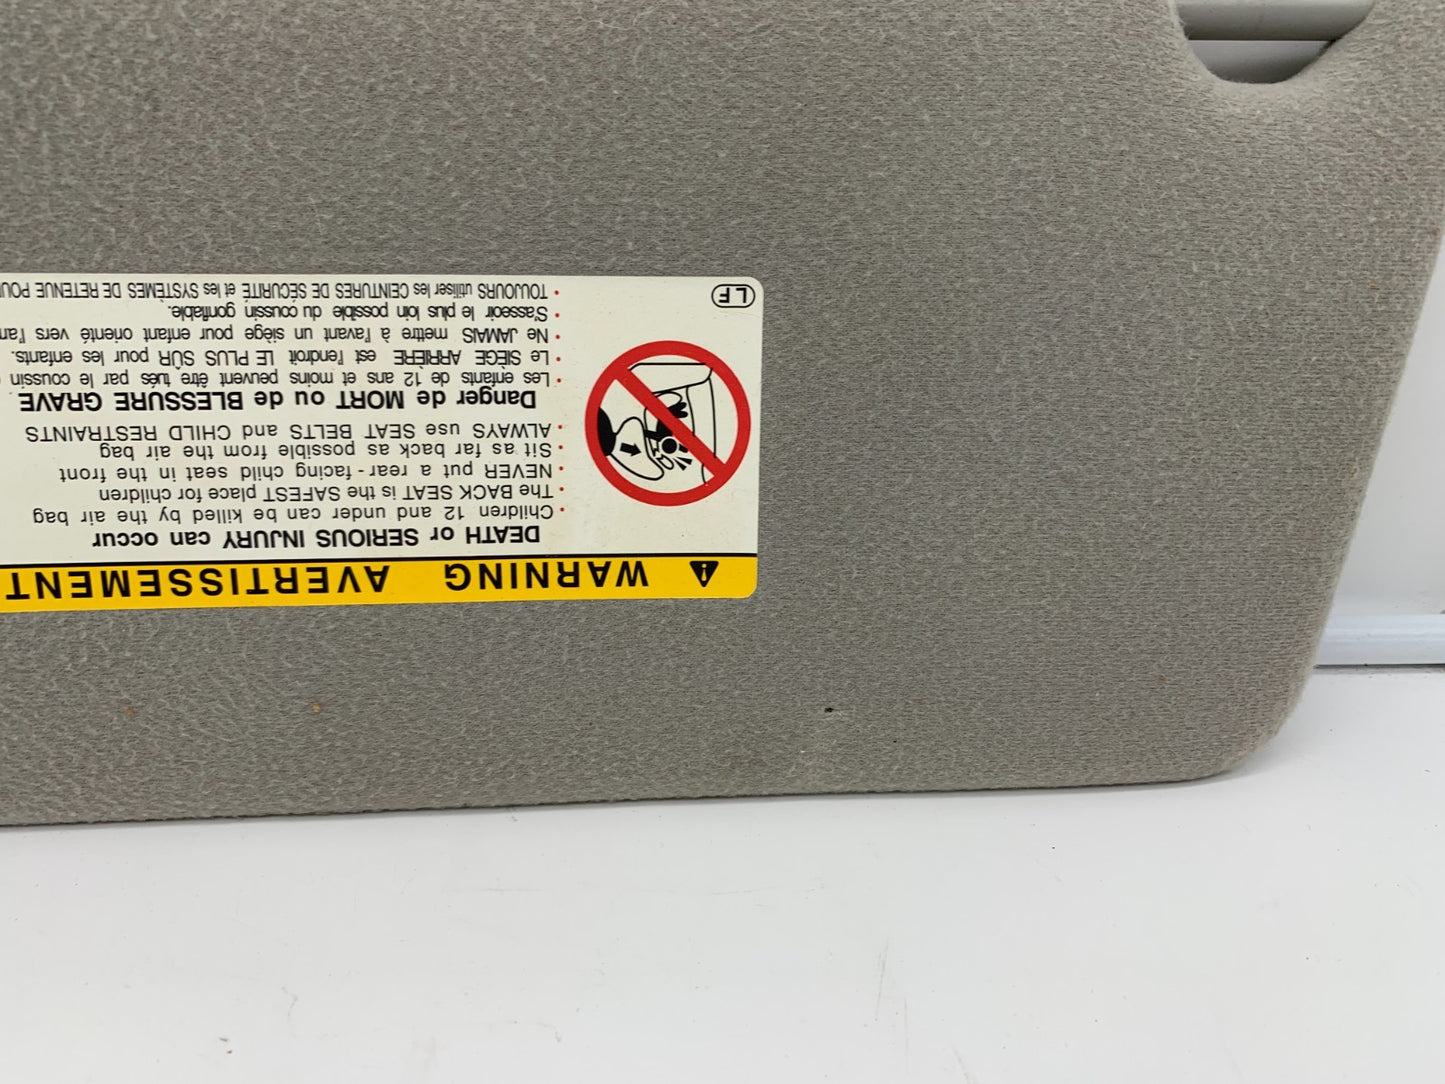 WARNING AVERTISSEMENT
DEATH or SERIOUS INJURY can occur
• Children 12 and under can be killed by the air bag
• The BACK SEAT is the SAFEST place for children
• NEVER put a rear-facing child seat in the front
• Sit as far back as possible from the air bag
• ALWAYS use SEAT BELTS and CHILD RESTRAINTS
Danger de MORT ou de BLESSURE GRAVE
• Les enfants de 12 ans et moins peuvent être tués par le coussin
• Le SIÈGE ARRIÈRE est l'endroit LE PLUS SÛR pour les enfants.
• Ne JAMAIS mettre à l'avant un siège pour enfant orienté vers l'ar
• S'asseoir le plus loin possible du coussin gonflable.
• TOUJOURS utiliser les CEINTURES DE SÉCURITÉ et les SYSTÈMES DE RETENUE POU
LF